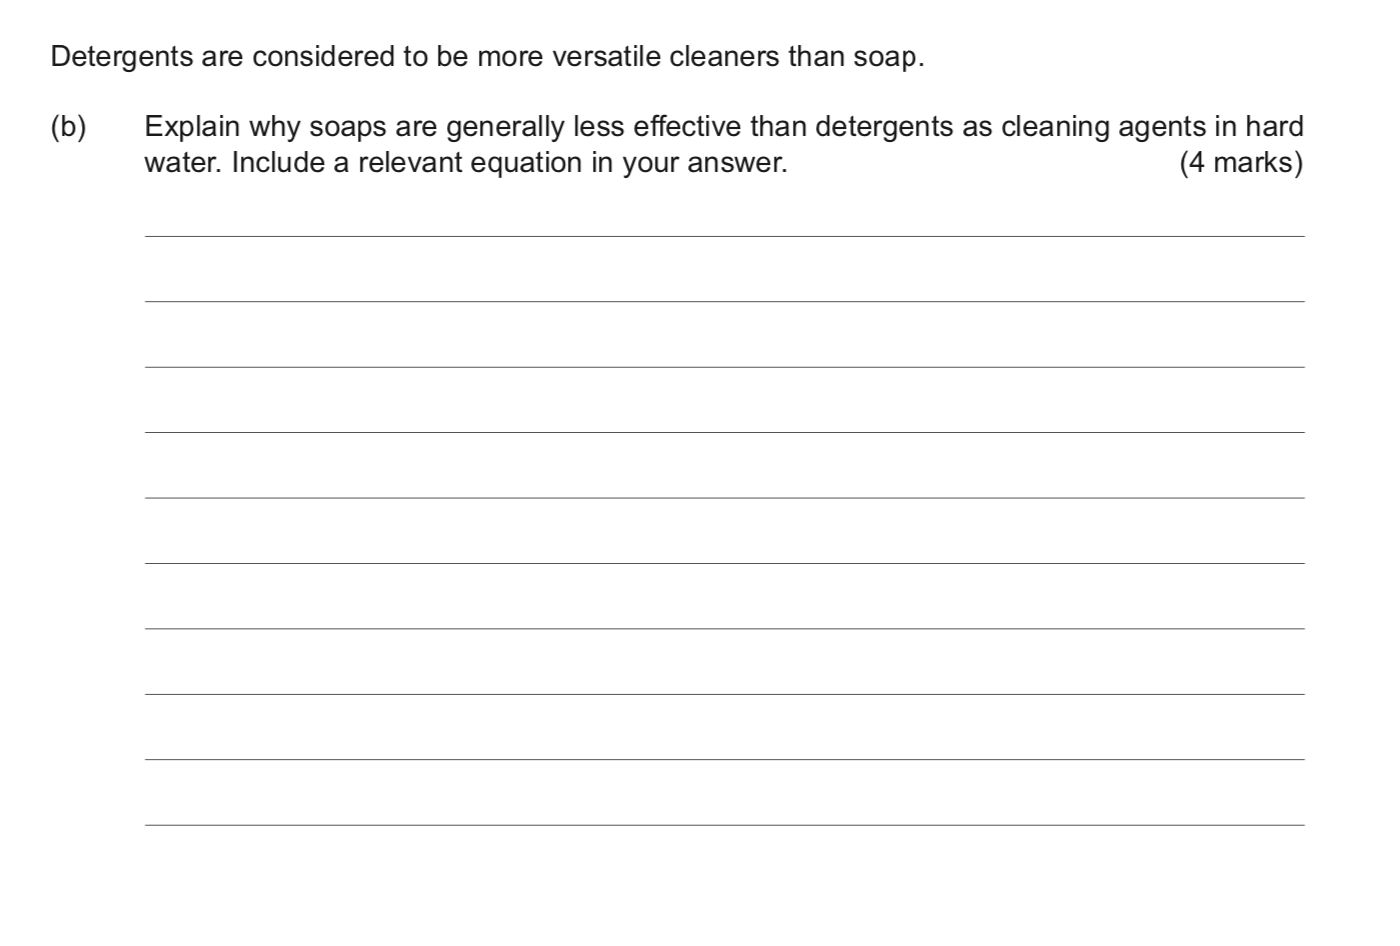 Detergents are considered to be more versatile cleaners than soap.
(b) Explain why soaps are generally less effective than detergents as cleaning agents in hard
water. Include a relevant equation in your answer. (4 marks)